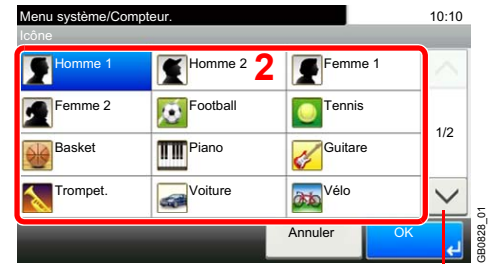 Menu système/Compteur. 10:10
Icône
Homme 1 Homme 2 2 Femme 1
Femme 2 Football Tennis
1/2
Basket Piano Guitare
Trompet. Voiture Vélo
Annuler OK
GB0828_01